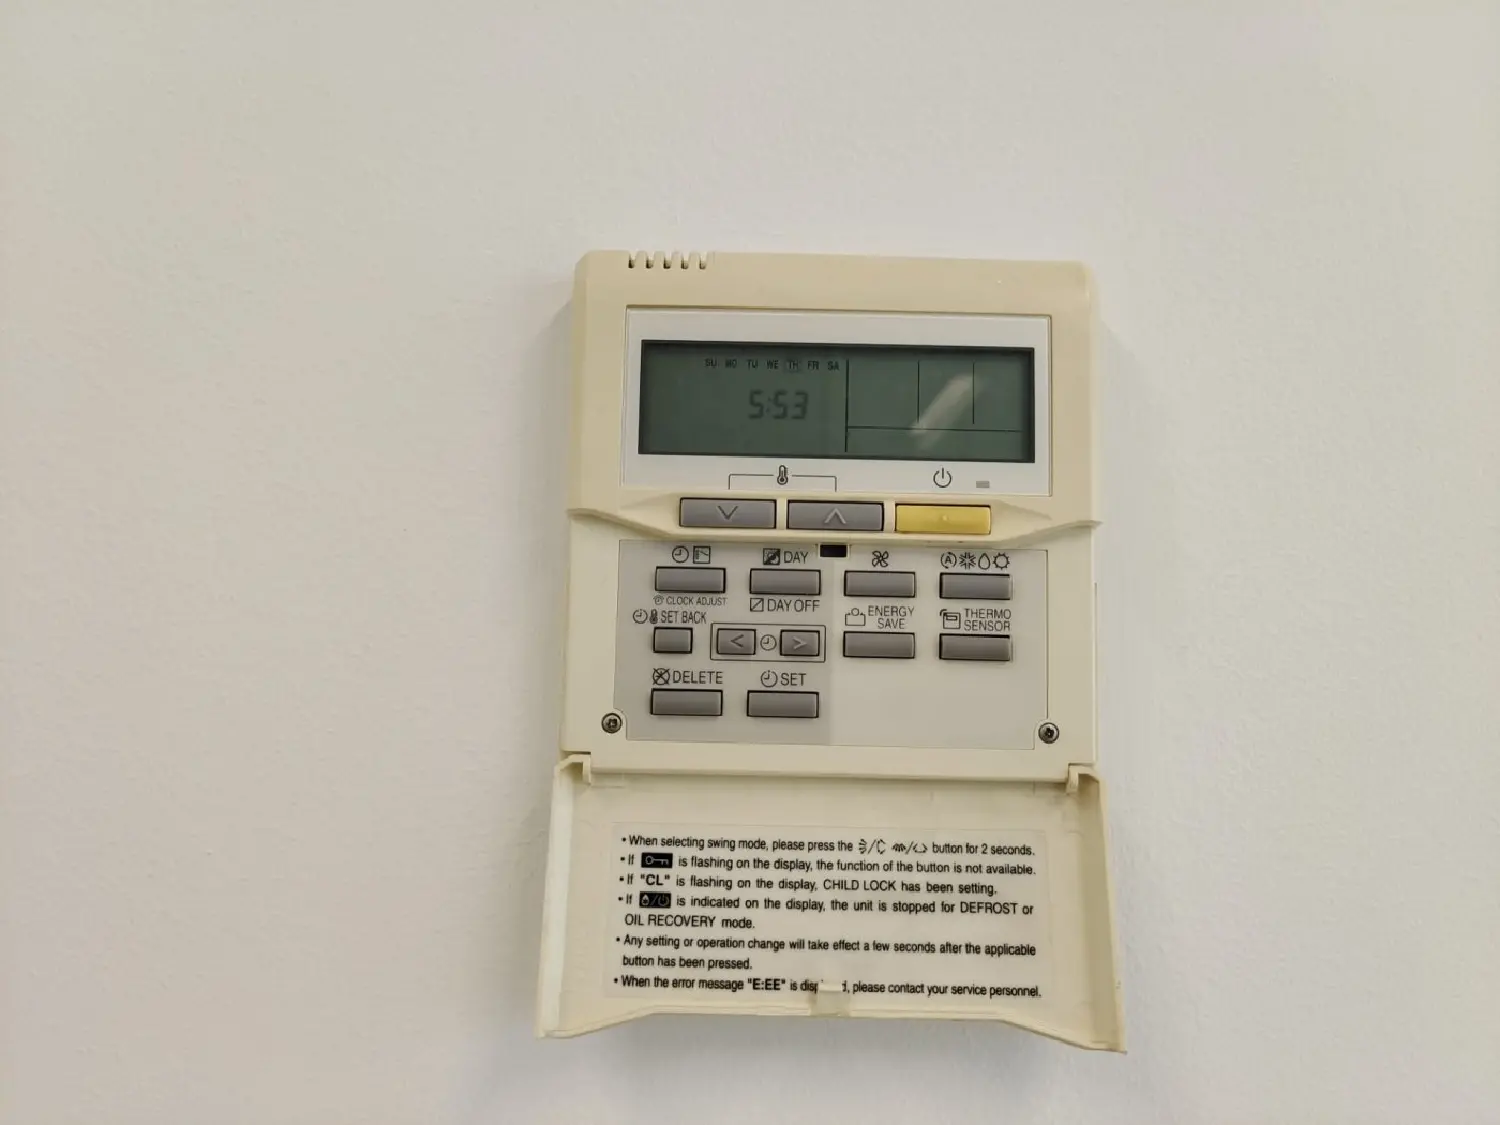 SU MO TU WE TH FR SA
5:53
DAY
CLOCK ADJUST
DAY OFF
SET BACK
ENERGY
SAVE
THERMO
SENSOR
DELETE
SET
• When selecting swing mode, please press the / / button for 2 seconds.
• If is flashing on the display, the function of the button is not available.
• If "CL" is flashing on the display, CHILD LOCK has been setting.
• If is indicated on the display, the unit is stopped for DEFROST or
OIL RECOVERY mode.
• Any setting or operation change will take effect a few seconds after the applicable
button has been pressed.
• When the error message "E:EE" is please contact your service personnel.